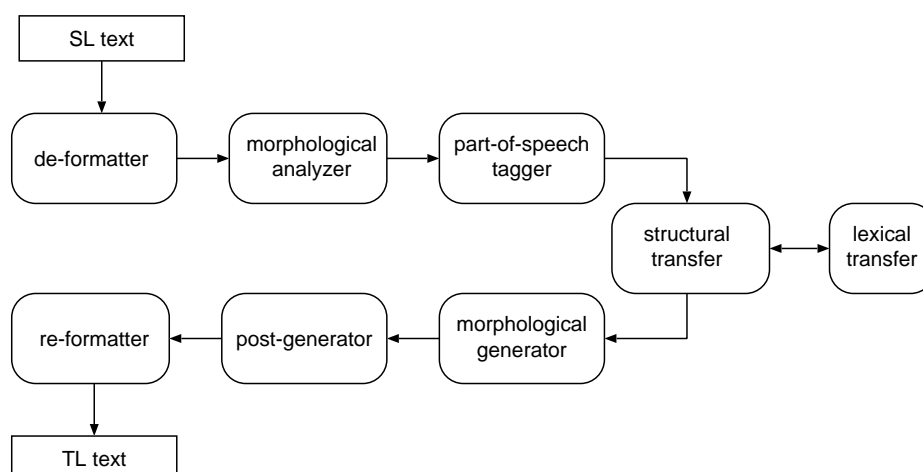 SL text
de-formatter
morphological
analyzer
part-of-speech
tagger
structural
transfer
lexical
transfer
morphological
generator
post-generator
re-formatter
TL text